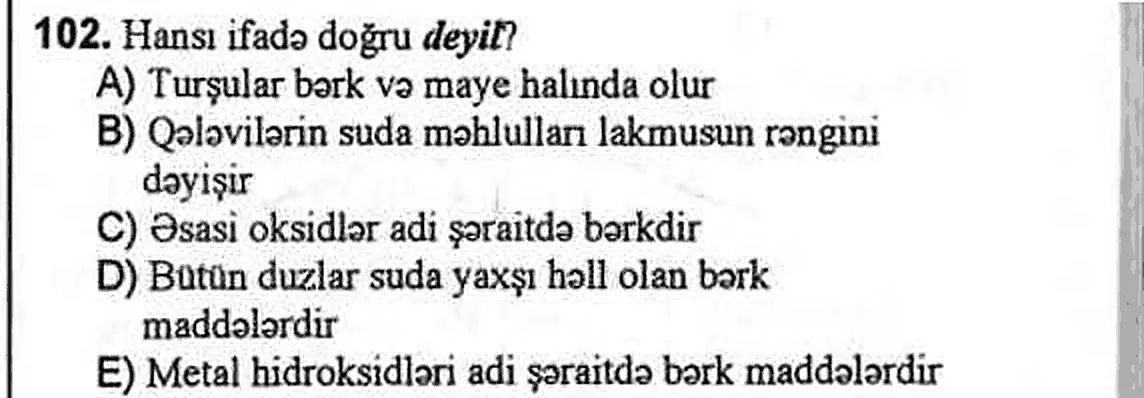 102. Hansı ifadə doğru deyil?
A) Turşular bərk və maye halında olur
B) Qələvilərin suda məhlulları lakmusun rəngini
dəyişir
C) Əsasi oksidlər adi şəraitdə bərkdir
D) Bütün duzlar suda yaxşı həll olan bərk
maddələrdir
E) Metal hidroksidləri adi şəraitdə bərk maddələrdir